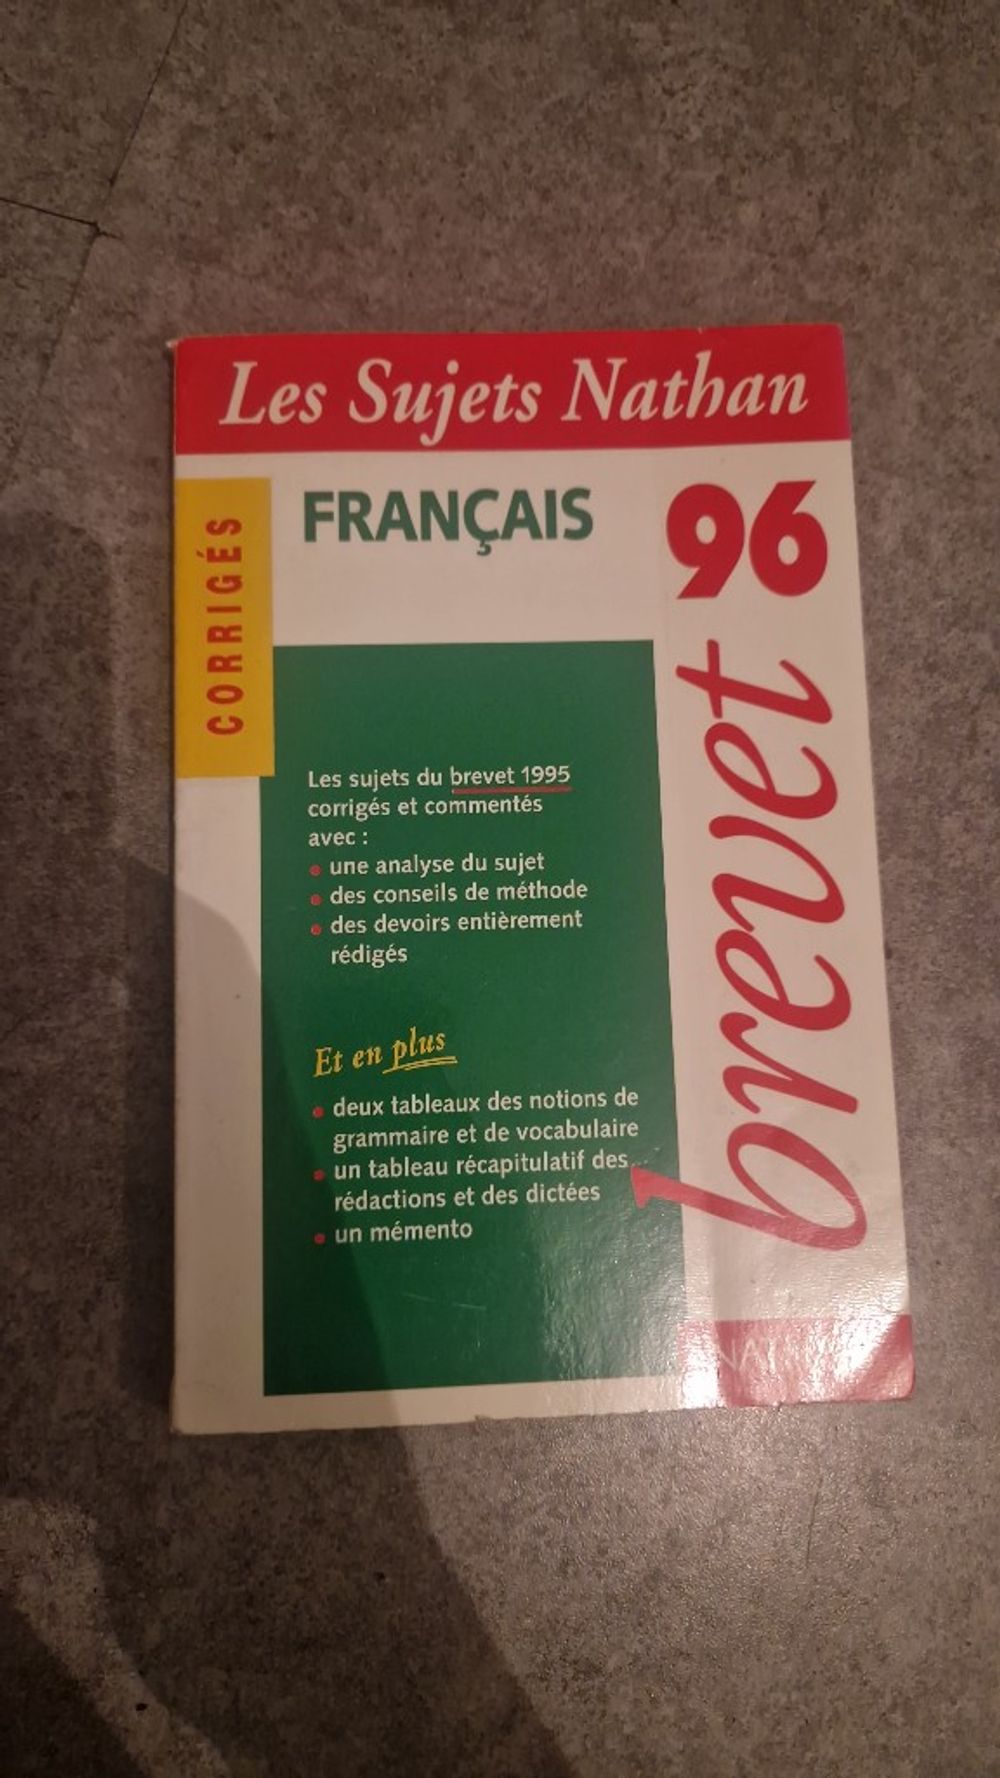 Les Sujets Nathan
CORRIGÉS
FRANÇAIS
96
brevet
Les sujets du brevet 1995
corrigés et commentés
avec :
une analyse du sujet
des conseils de méthode
des devoirs entièrement
rédigés
Et en plus
deux tableaux des notions de
grammaire et de vocabulaire
un tableau récapitulatif des
rédactions et des dictées
un mémento